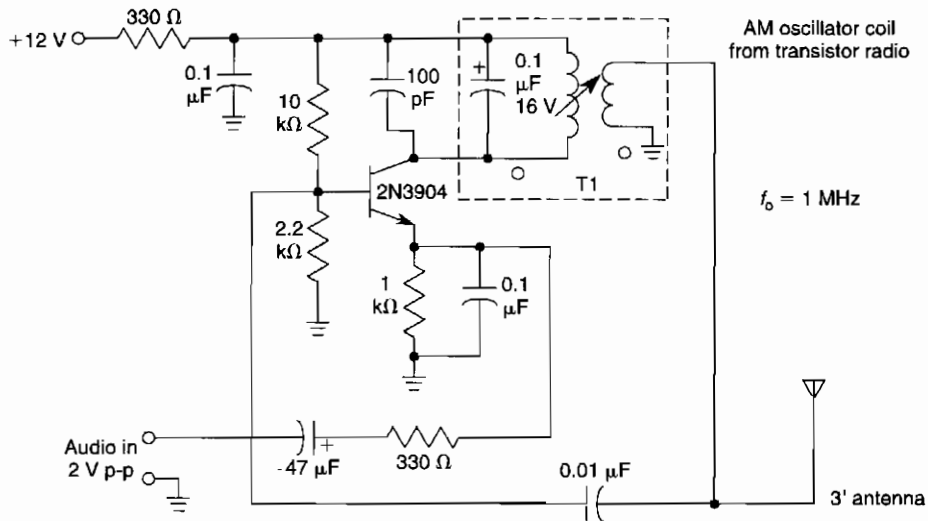 330 Ω
+12 V
AM oscillator coil
from transistor radio
0.1
μF
10
kΩ
100
pF
+
0.1
μF
16 V
T1
2N3904
fo = 1 MHz
2.2
kΩ
1
kΩ
0.1
μF
Audio in
2 V p-p
+
-47 μF
330 Ω
0.01 μF
3' antenna